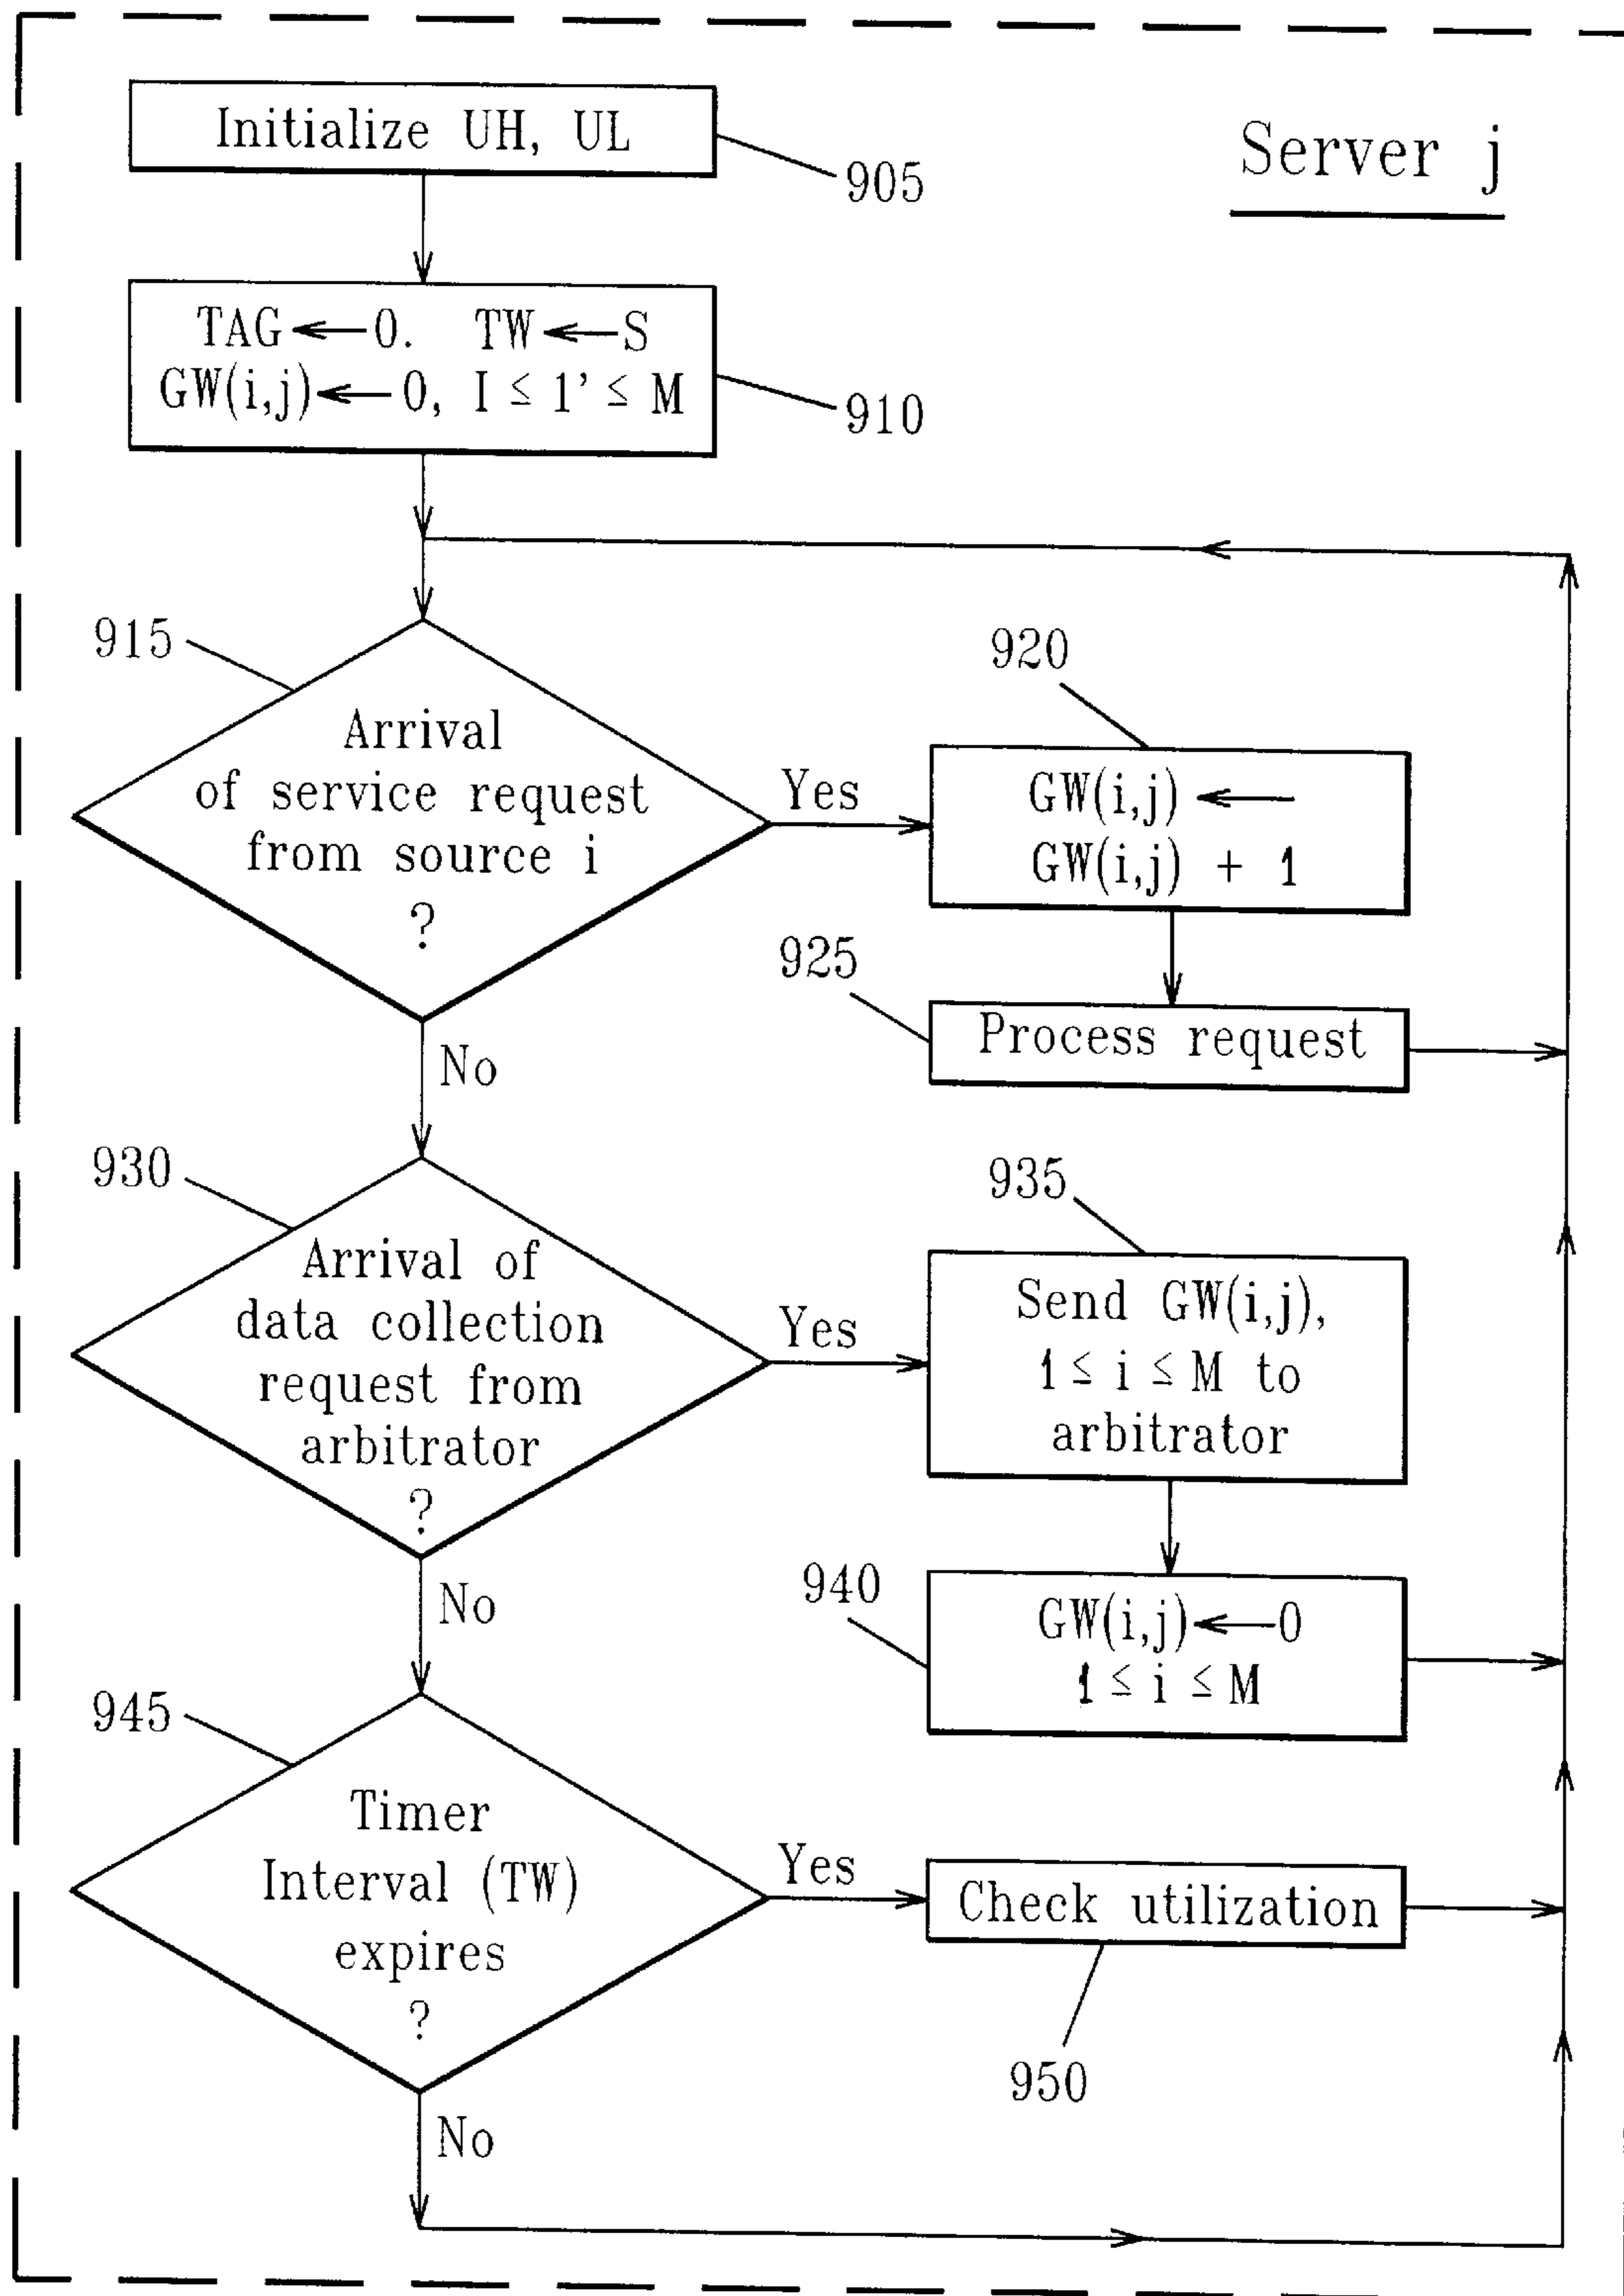 Server j
Initialize UH, UL
905
TAG←0. TW←S
GW(i,j)←0, I ≤ 1' ≤ M
910
915
Arrival
of service request
from source i
?
Yes
No
920
GW(i,j) ←
GW(i,j) + 1
925
Process request
930
Arrival of
data collection
request from
arbitrator
?
Yes
No
935
Send GW(i,j),
1 ≤ i ≤ M to
arbitrator
940
GW(i,j)←0
1 ≤ i ≤ M
945
Timer
Interval (TW)
expires
?
Yes
No
Check utilization
950